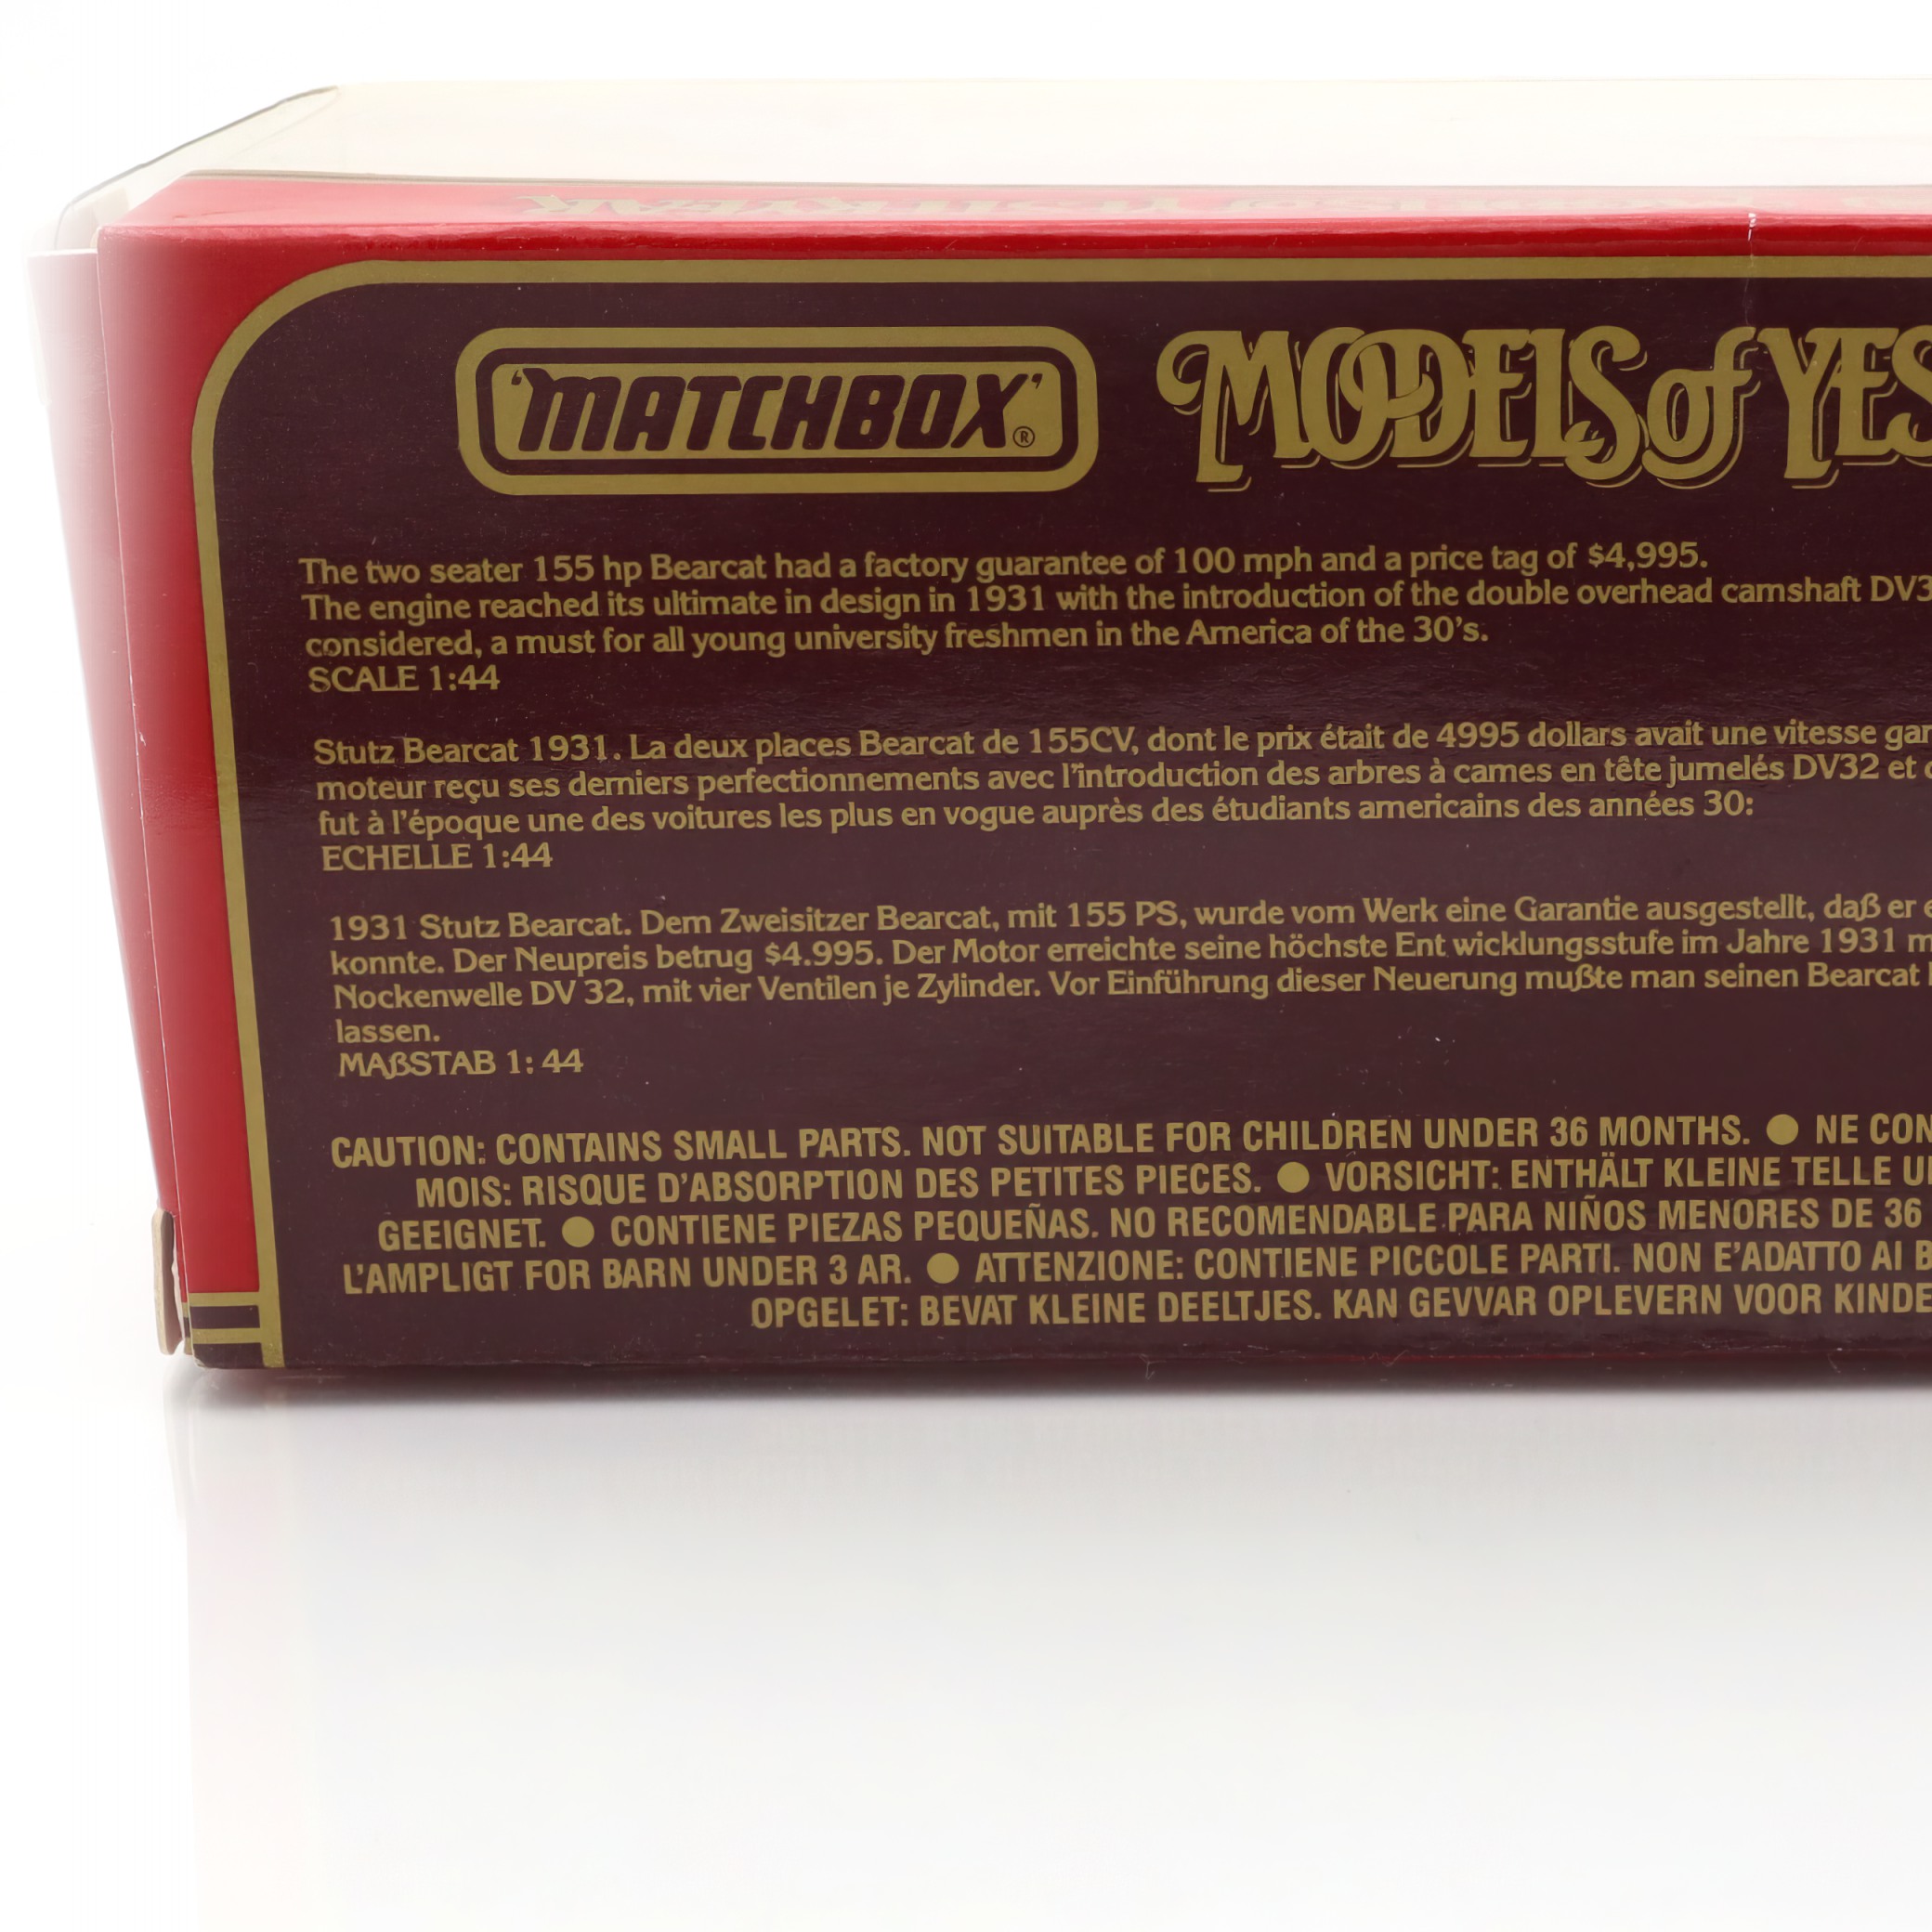 'MATCHBOX'®
MODELS of YES
The two seater 155 hp Bearcat had a factory guarantee of 100 mph and a price tag of $4,995.
The engine reached its ultimate in design in 1931 with the introduction of the double overhead camshaft DV3
considered, a must for all young university freshmen in the America of the 30's.
SCALE 1:44
Stutz Bearcat 1931. La deux places Bearcat de 155CV, dont le prix était de 4995 dollars avait une vitesse gar
moteur reçu ses derniers perfectionnements avec l'introduction des arbres à cames en tête jumelés DV32 et
fut à l'époque une des voitures les plus en vogue auprès des étudiants americains des années 30:
ECHELLE 1:44
1931 Stutz Bearcat. Dem Zweisitzer Bearcat, mit 155 PS, wurde vom Werk eine Garantie ausgestellt, daß er e
konnte. Der Neupreis betrug $4.995. Der Motor erreichte seine höchste Ent wicklungsstufe im Jahre 1931 m
Nockenwelle DV 32, mit vier Ventilen je Zylinder. Vor Einführung dieser Neuerung mußte man seinen Bearcat
lassen.
MAßSTAB 1: 44
CAUTION: CONTAINS SMALL PARTS. NOT SUITABLE FOR CHILDREN UNDER 36 MONTHS. ● NE CON
MOIS: RISQUE D'ABSORPTION DES PETITES PIECES. ● VORSICHT: ENTHÄLT KLEINE TELLE U
GEEIGNET. ● CONTIENE PIEZAS PEQUEÑAS. NO RECOMENDABLE PARA NIÑOS MENORES DE 36
L'AMPLIGT FOR BARN UNDER 3 AR. ● ATTENZIONE: CONTIENE PICCOLE PARTI. NON E'ADATTO AI B
OPGELET: BEVAT KLEINE DEELTJES. KAN GEVVAR OPLEVERN VOOR KINDE